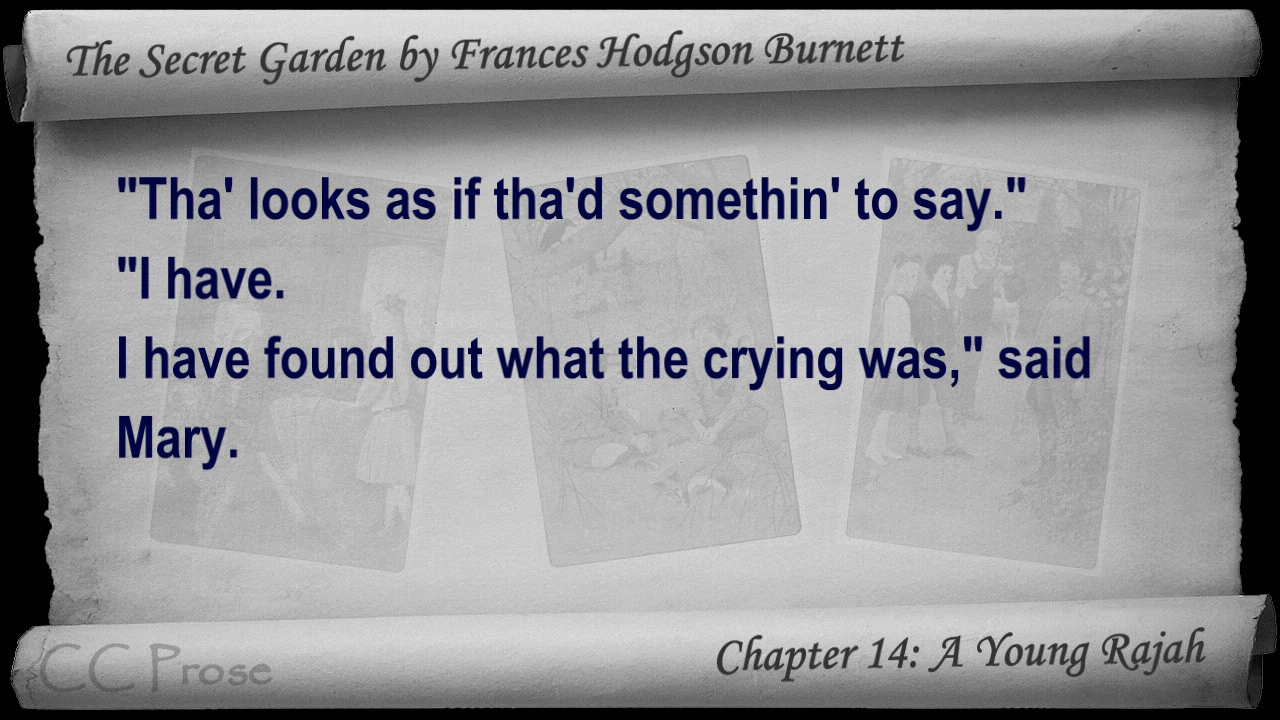 The Secret Garden by Frances Hodgson Burnett
"Tha' looks as if tha'd somethin' to say."
"I have.
I have found out what the crying was," said
Mary.
CC Prose
Chapter 14: A Young Rajah